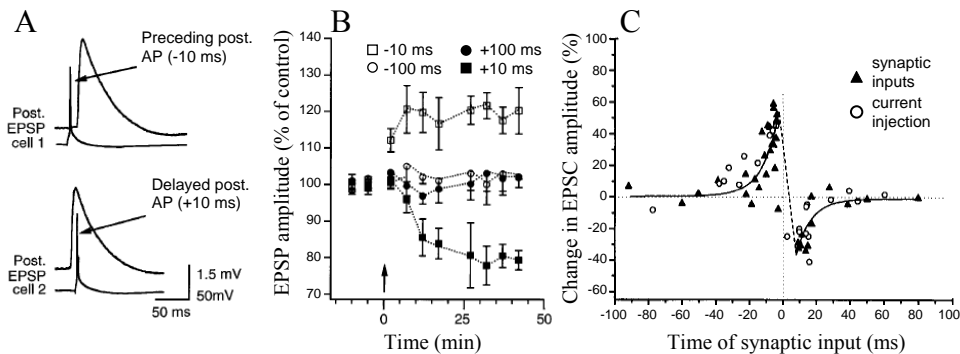 A
Preceding post.
AP (-10 ms)
Post.
EPSP
cell 1
Delayed post.
AP (+10 ms)
Post.
EPSP
cell 2
1.5 mV
50mV
50 ms
B
EPSP amplitude (% of control)
140
130
120
110
100
90
80
70
-10 ms
+100 ms
-100 ms
+10 ms
0
20
40
50
Time (min)
C
Change in EPSC amplitude (%)
100
80
60
40
20
0
-20
-40
-60
synaptic
inputs
current
injection
-100
-80
-60
-40
-20
0
20
40
60
80
100
Time of synaptic input (ms)